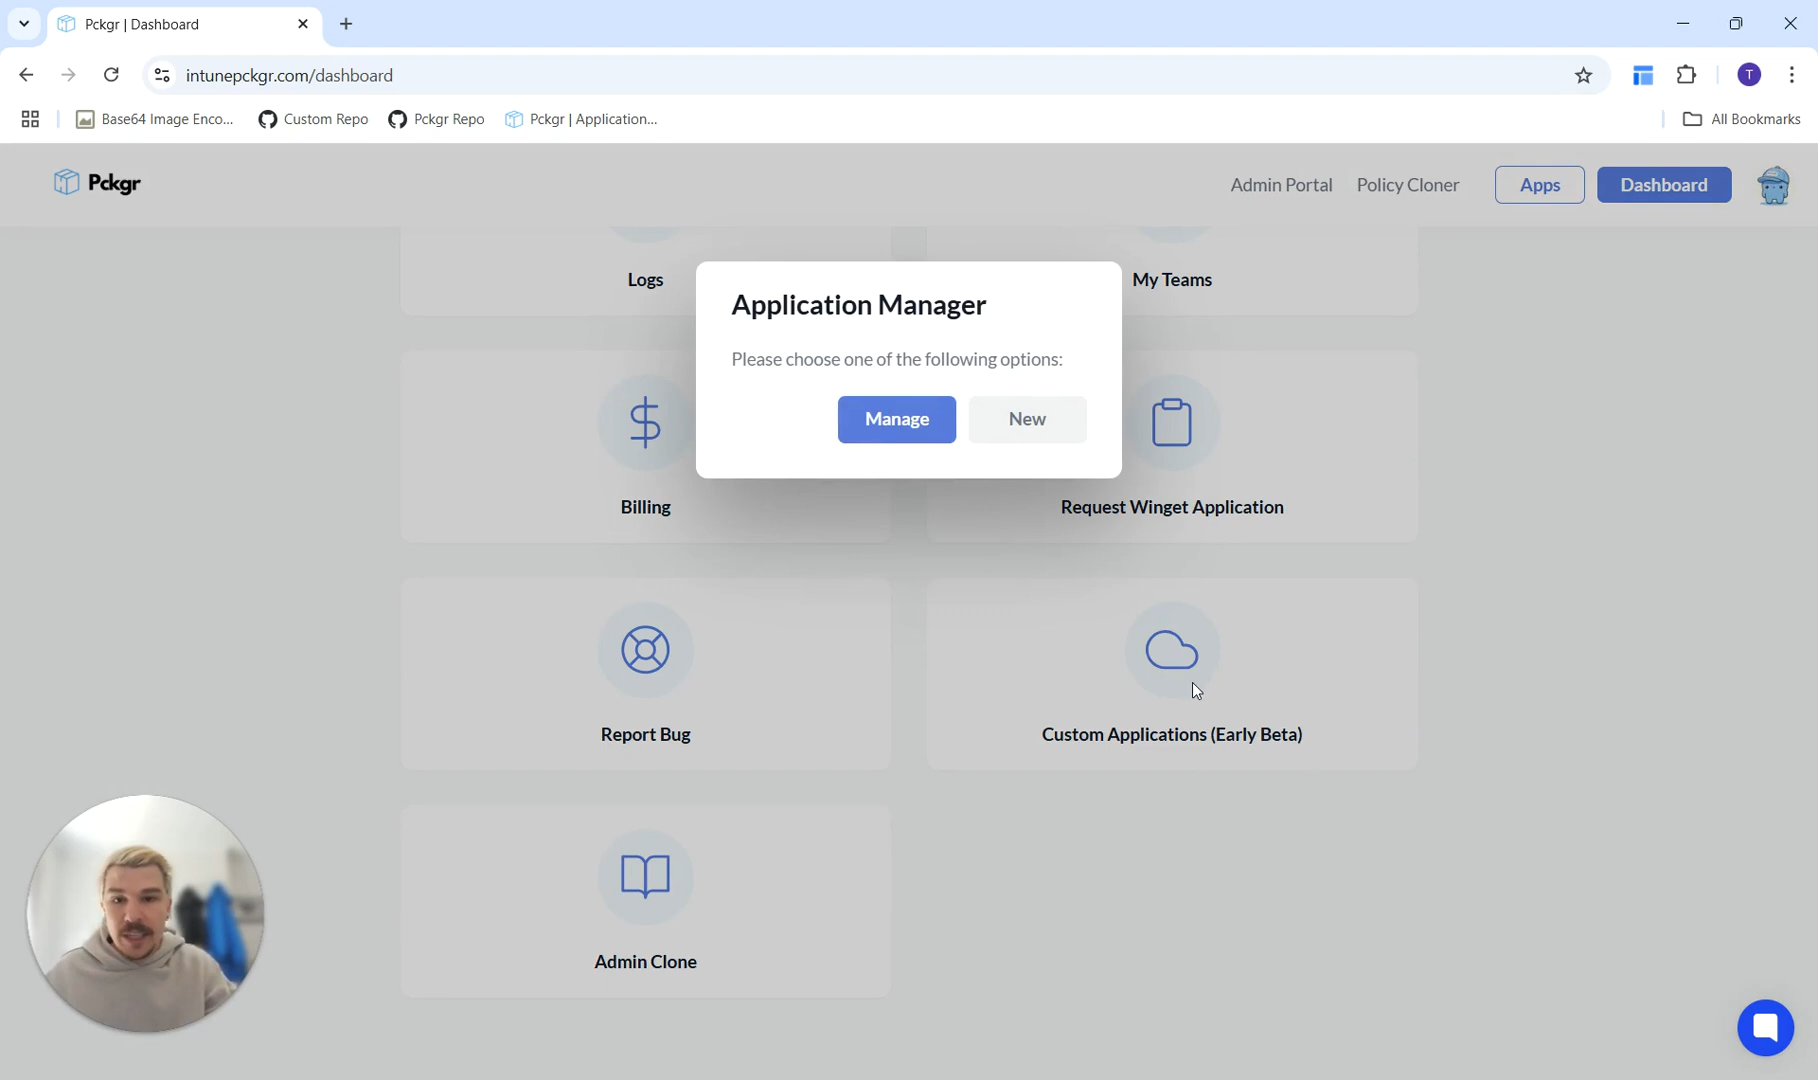 Pckgr | Dashboard
intunepckgr.com/dashboard
T
Base64 Image Enco...
Custom Repo
Pckgr Repo
Pckgr | Application...
All Bookmarks
Pckgr
Admin Portal
Policy Cloner
Apps
Dashboard
Logs
My Teams
Application Manager
Please choose one of the following options:
Manage
New
Billing
Request Winget Application
Report Bug
Custom Applications (Early Beta)
Admin Clone